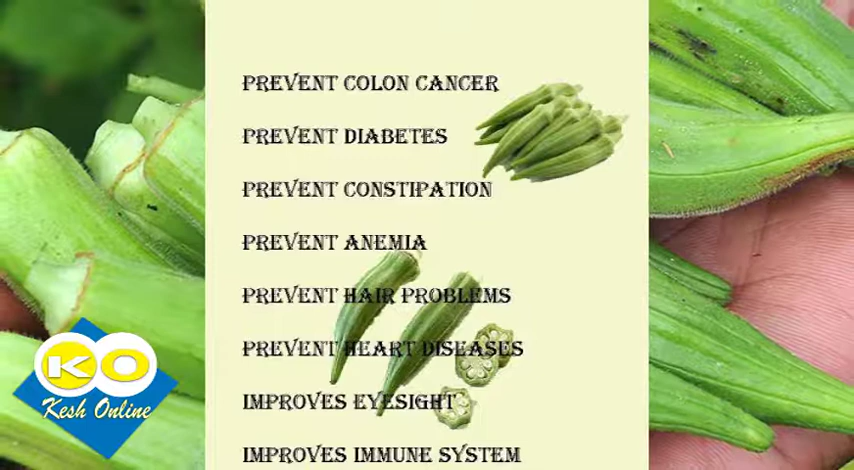 PREVENT COLON CANCER
PREVENT DIABETES
PREVENT CONSTIPATION
PREVENT ANEMIA
PREVENT HAIR PROBLEMS
PREVENT HEART DISEASES
IMPROVES EYESIGHT
IMPROVES IMMUNE SYSTEM
KO
Kesh Online